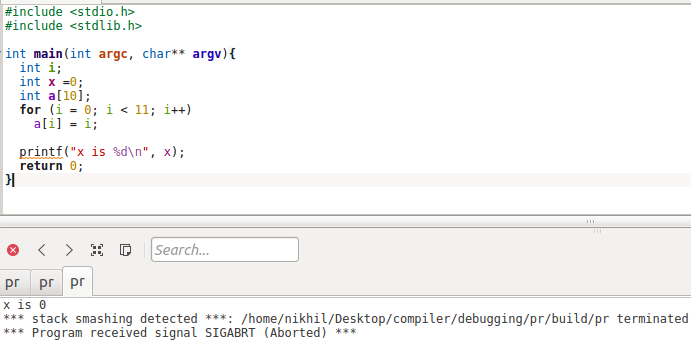 #include <stdio.h>
#include <stdlib.h>
int main(int argc, char** argv){
int i;
int x =0;
int a[10];
for (i = 0; i < 11; i++)
a[i] = i;
printf("x is %d\n", x);
return 0;
}
Search...
pr pr pr
x is 0
*** stack smashing detected ***: /home/nikhil/Desktop/compiler/debugging/pr/build/pr terminated
*** Program received signal SIGABRT (Aborted) ***